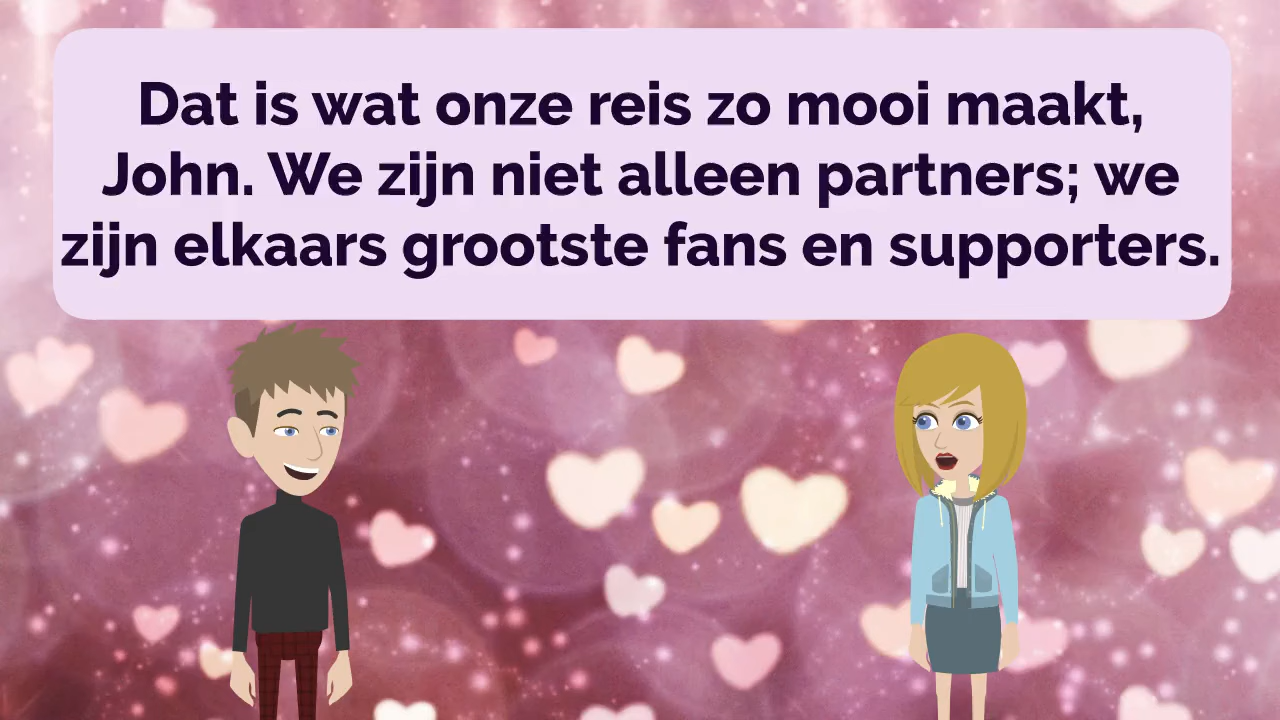 Dat is wat onze reis zo mooi maakt,
John. We zijn niet alleen partners; we
zijn elkaars grootste fans en supporters.